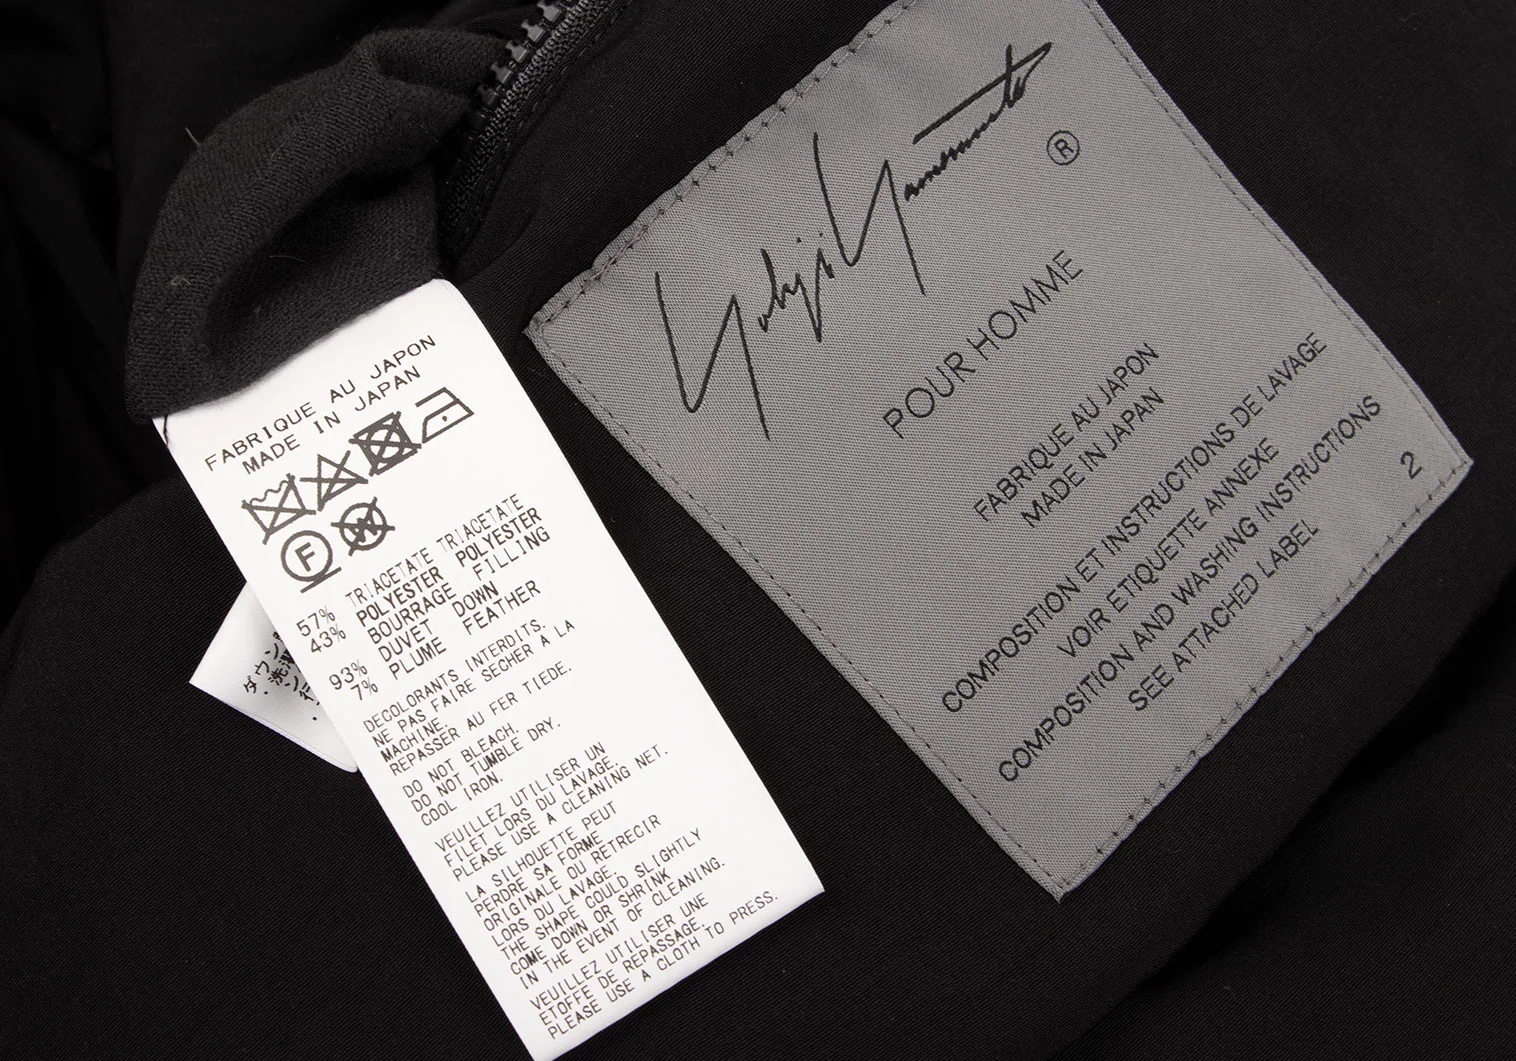 FABRIQUE AU JAPON
MADE IN JAPAN
F
W
57% TRIACETATE TRIACETATE
43% POLYESTER POLYESTER
BOURRAGE FILLING
93% DUVET DOWN
7% PLUME FEATHER
DECOLORANTS INTERDITS.
NE PAS FAIRE SECHER A LA
MACHINE.
REPASSER AU FER TIEDE.
DO NOT BLEACH.
DO NOT TUMBLE DRY.
COOL IRON.
VEUILLEZ UTILISER UN
FILET LORS DU LAVAGE.
PLEASE USE A CLEANING NET.
LA SILHOUETTE PEUT
PERDRE SA FORME
ORIGINALE OU RETRECIR
LORS DU LAVAGE.
THE SHAPE COULD SLIGHTLY
COME DOWN OR SHRINK
IN THE EVENT OF CLEANING.
VEUILLEZ UTILISER UNE
ETOFFE DE REPASSAGE.
PLEASE USE A CLOTH TO PRESS.
Yohji Yamamoto ®
POUR HOMME
FABRIQUE AU JAPON
MADE IN JAPAN
COMPOSITION ET INSTRUCTIONS DE LAVAGE
VOIR ETIQUETTE ANNEXE
COMPOSITION AND WASHING INSTRUCTIONS
SEE ATTACHED LABEL
2